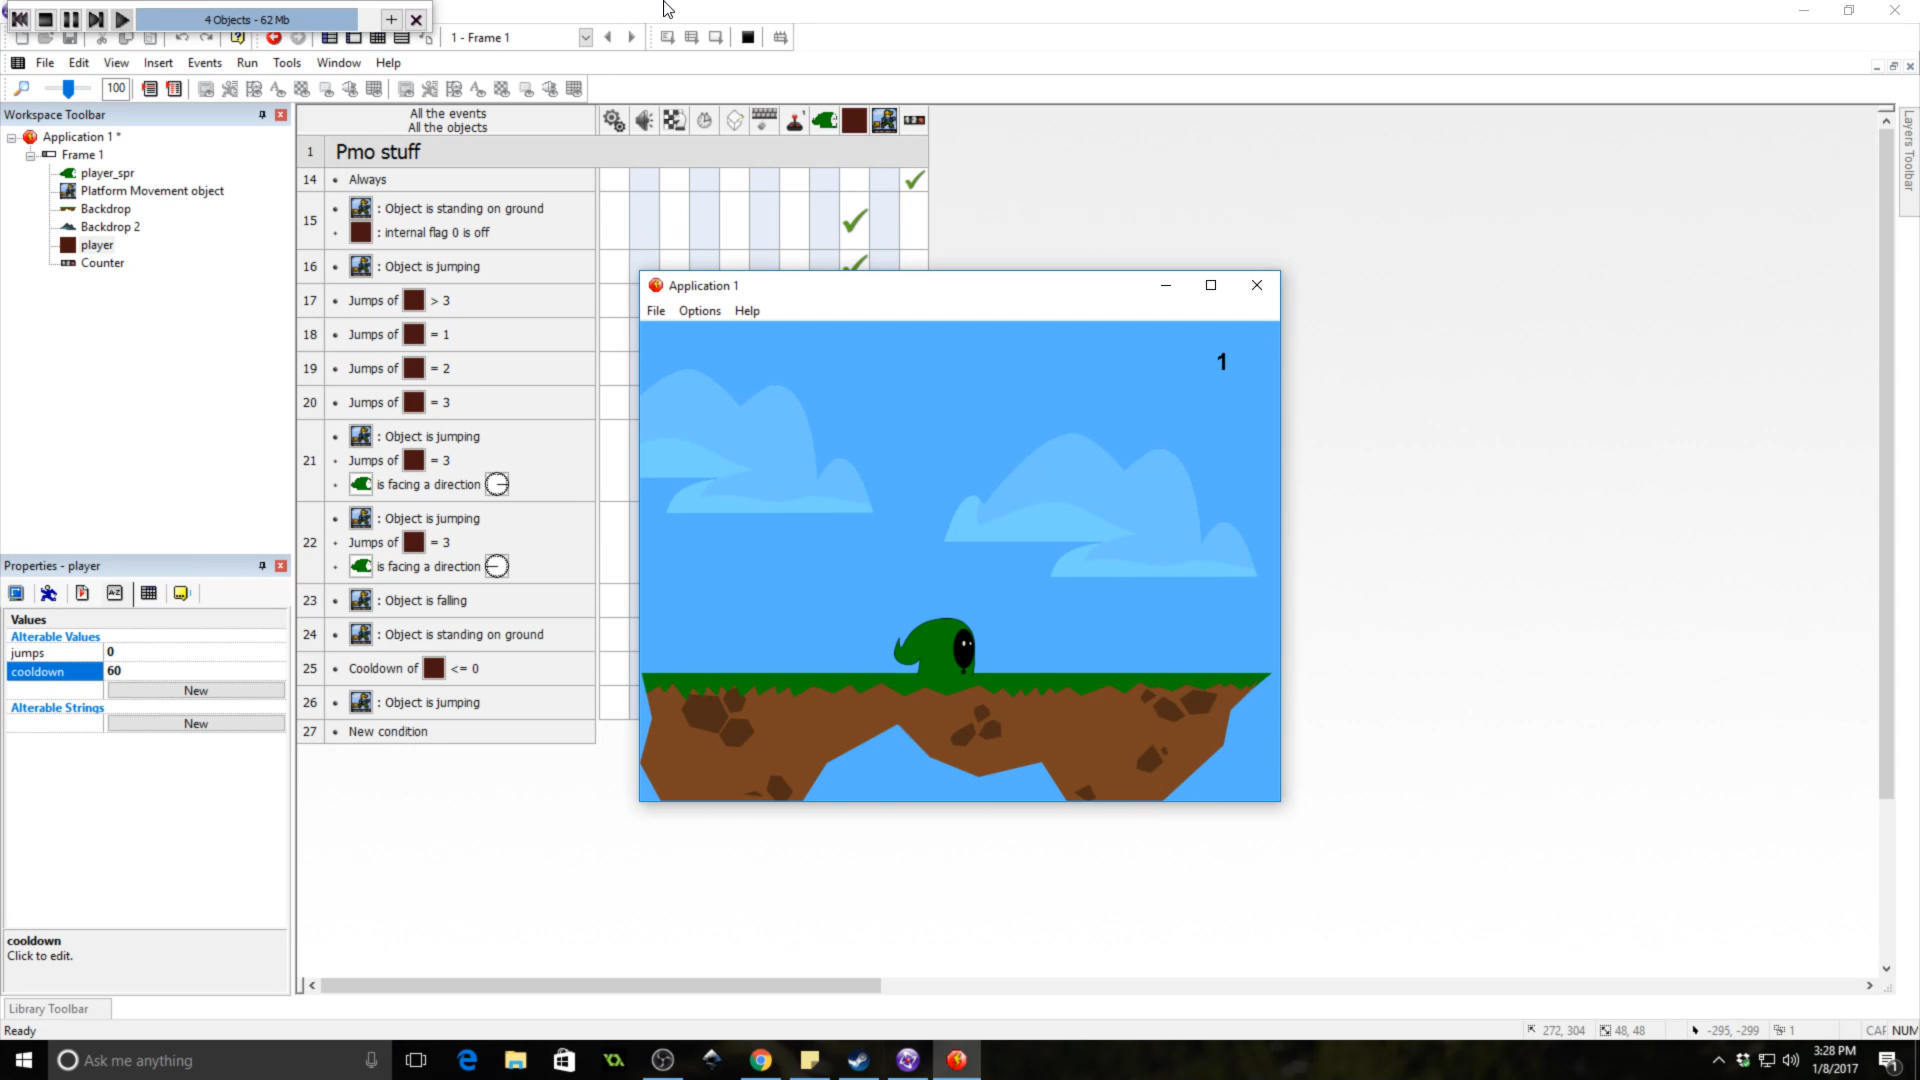 4 Objects - 62 Mb
1 - Frame 1
File Edit View Insert Events Run Tools Window Help
100
Workspace Toolbar
Application 1 *
Frame 1
player_spr
Platform Movement object
Backdrop
Backdrop 2
player
Counter
All the events
All the objects
1 Pmo stuff
14 • Always
15 • : Object is standing on ground
: internal flag 0 is off
16 • : Object is jumping
17 • Jumps of > 3
18 • Jumps of = 1
19 • Jumps of = 2
20 • Jumps of = 3
21 • : Object is jumping
Jumps of = 3
is facing a direction
22 • : Object is jumping
Jumps of = 3
is facing a direction
23 • : Object is falling
24 • : Object is standing on ground
25 • Cooldown of <= 0
26 • : Object is jumping
27 • New condition
Application 1
File Options Help
1
Layers Toolbar
Properties - player
Values
Alterable Values
jumps 0
cooldown 60
New
Alterable Strings
New
cooldown
Click to edit.
Library Toolbar
Ready
272, 304 48, 48 -295, -299 1 CAP NUM
Ask me anything
3:28 PM
1/8/2017
1